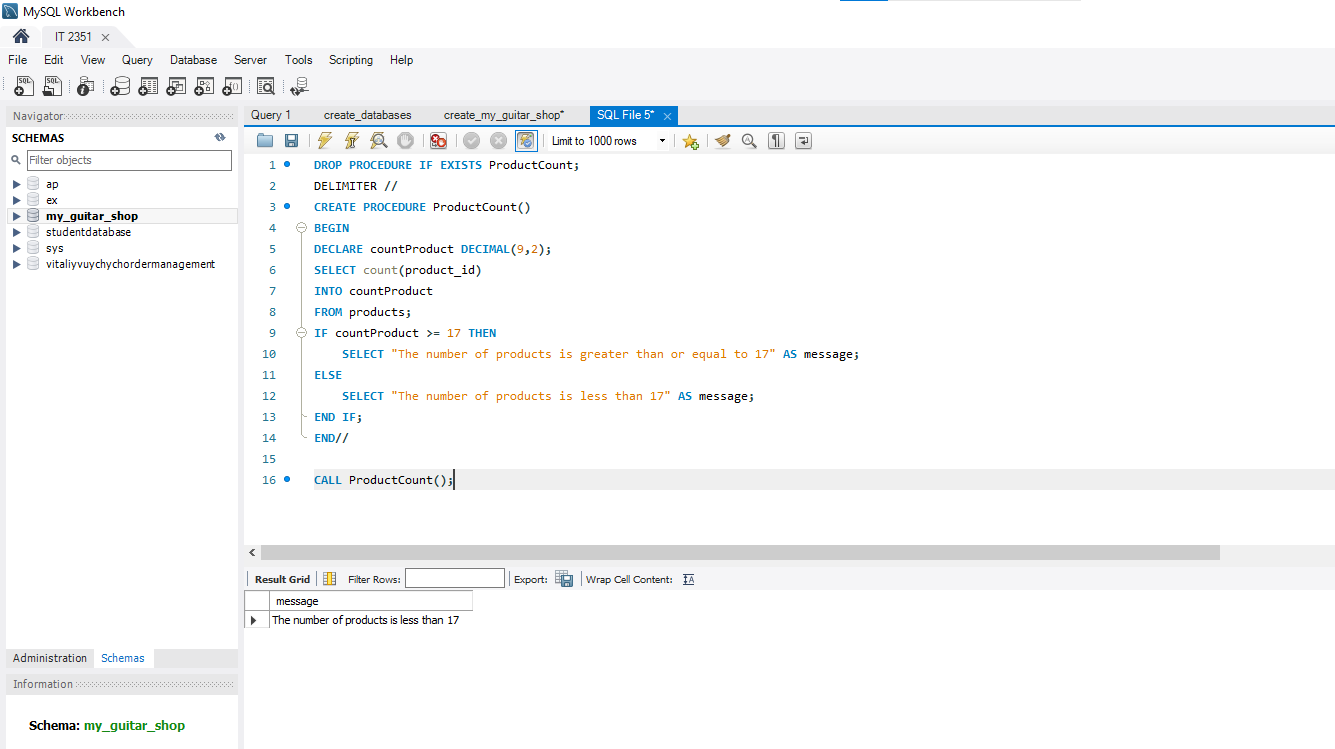 MySQL Workbench
IT 2351
File Edit View Query Database Server Tools Scripting Help
Navigator
SCHEMAS
Filter objects
ap
ex
my_guitar_shop
studentdatabase
sys
vitaliyvuychychordermanagement
Administration Schemas
Information
Schema: my_guitar_shop
Query 1 create_databases create_my_guitar_shop* SQL File 5*
Limit to 1000 rows
1 DROP PROCEDURE IF EXISTS ProductCount;
2 DELIMITER //
3 CREATE PROCEDURE ProductCount()
4 BEGIN
5 DECLARE countProduct DECIMAL(9,2);
6 SELECT count(product_id)
7 INTO countProduct
8 FROM products;
9 IF countProduct >= 17 THEN
10 SELECT "The number of products is greater than or equal to 17" AS message;
11 ELSE
12 SELECT "The number of products is less than 17" AS message;
13 END IF;
14 END//
15
16 CALL ProductCount();
Result Grid Filter Rows: Export: Wrap Cell Content:
message
The number of products is less than 17